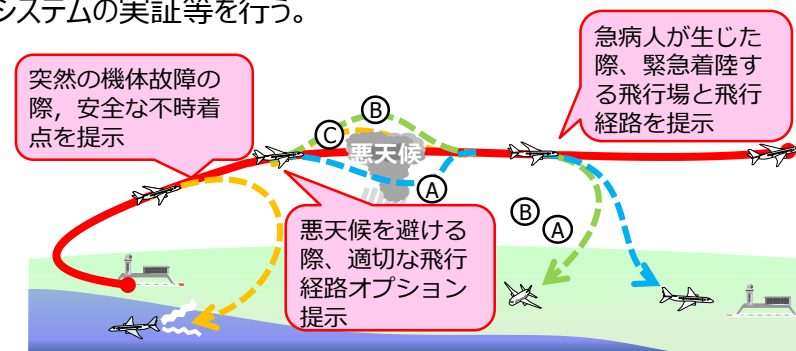 システムの実証等を行う。
突然の機体故障の
際，安全な不時着
点を提示
急病人が生じた
際、緊急着陸す
る飛行場と飛行
経路を提示
B
C
悪天候
A
B
A
悪天候を避ける
際、適切な飛行
経路オプション
提示